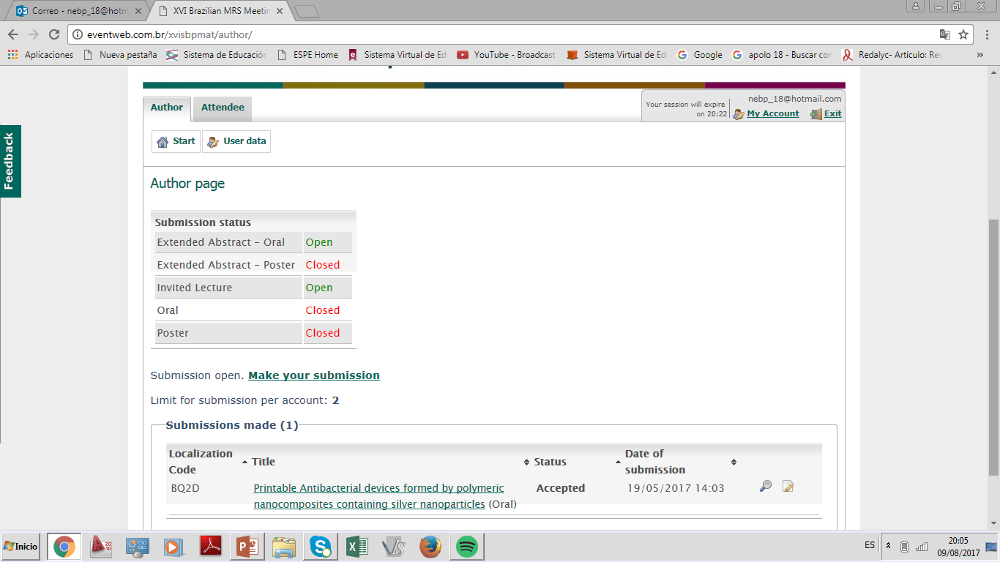 Correo - nebp_18@hotm
XVI Brazilian MRS Meetin
eventweb.com.br/xvisbpmat/author/
Aplicaciones Nueva pestaña Sistema de Educación ESPE Home Sistema Virtual de Ed YouTube - Broadcast Sistema Virtual de Ed Google apolo 18 - Buscar con Redalyc- Artículo: Rev »
Author Attendee
Your session will expire
on 20:22
nebp_18@hotmail.com
My Account Exit
Feedback
Start User data
Author page
Submission status
Extended Abstract - Oral Open
Extended Abstract - Poster Closed
Invited Lecture Open
Oral Closed
Poster Closed
Submission open. Make your submission
Limit for submission per account: 2
Submissions made (1)
Localization
Code
Title
Status
Date of
submission
BQ2D
Printable Antibacterial devices formed by polymeric
nanocomposites containing silver nanoparticles (Oral)
Accepted
19/05/2017 14:03
Inicio
ES
20:05
09/08/2017